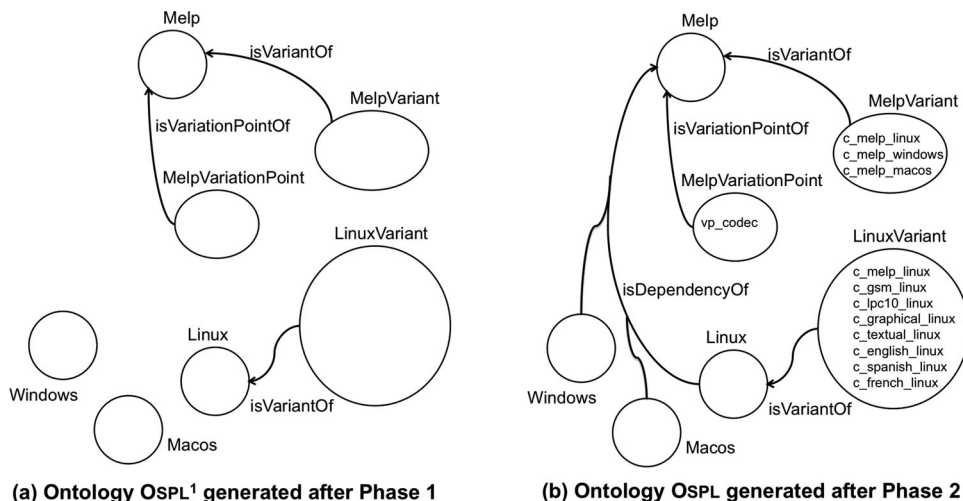 Melp
isVariantOf
MelpVariant
isVariationPointOf
MelpVariationPoint
LinuxVariant
Linux
Windows
isVariantOf
Macos
(a) Ontology OSPL¹ generated after Phase 1
Melp
isVariantOf
MelpVariant
c_melp_linux
c_melp_windows
c_melp_macos
isVariationPointOf
MelpVariationPoint
vp_codec
LinuxVariant
c_melp_linux
c_gsm_linux
c_lpc10_linux
c_graphical_linux
c_textual_linux
c_english_linux
c_spanish_linux
c_french_linux
isDependencyOf
Linux
Windows
isVariantOf
Macos
(b) Ontology OSPL generated after Phase 2